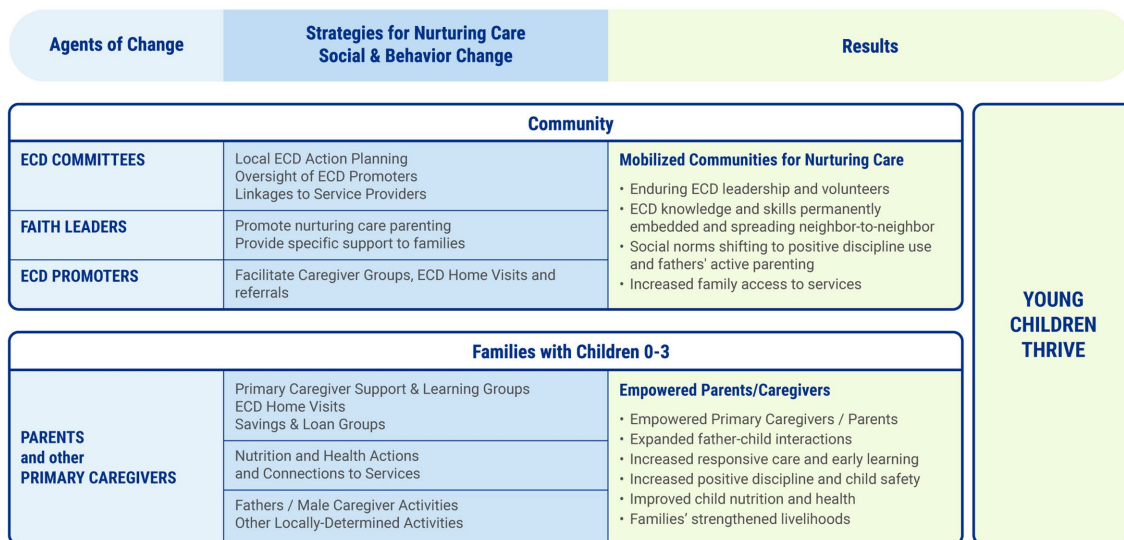 Agents of Change
Strategies for Nurturing Care
Social & Behavior Change
Results
Community
ECD COMMITTEES
Local ECD Action Planning
Oversight of ECD Promoters
Linkages to Service Providers
FAITH LEADERS
Promote nurturing care parenting
Provide specific support to families
ECD PROMOTERS
Facilitate Caregiver Groups, ECD Home Visits and
referrals
Mobilized Communities for Nurturing Care
• Enduring ECD leadership and volunteers
• ECD knowledge and skills permanently
embedded and spreading neighbor-to-neighbor
• Social norms shifting to positive discipline use
and fathers' active parenting
• Increased family access to services
Families with Children 0-3
PARENTS
and other
PRIMARY CAREGIVERS
Primary Caregiver Support & Learning Groups
ECD Home Visits
Savings & Loan Groups
Nutrition and Health Actions
and Connections to Services
Fathers / Male Caregiver Activities
Other Locally-Determined Activities
Empowered Parents/Caregivers
• Empowered Primary Caregivers / Parents
• Expanded father-child interactions
• Increased responsive care and early learning
• Increased positive discipline and child safety
• Improved child nutrition and health
• Families’ strengthened livelihoods
YOUNG
CHILDREN
THRIVE